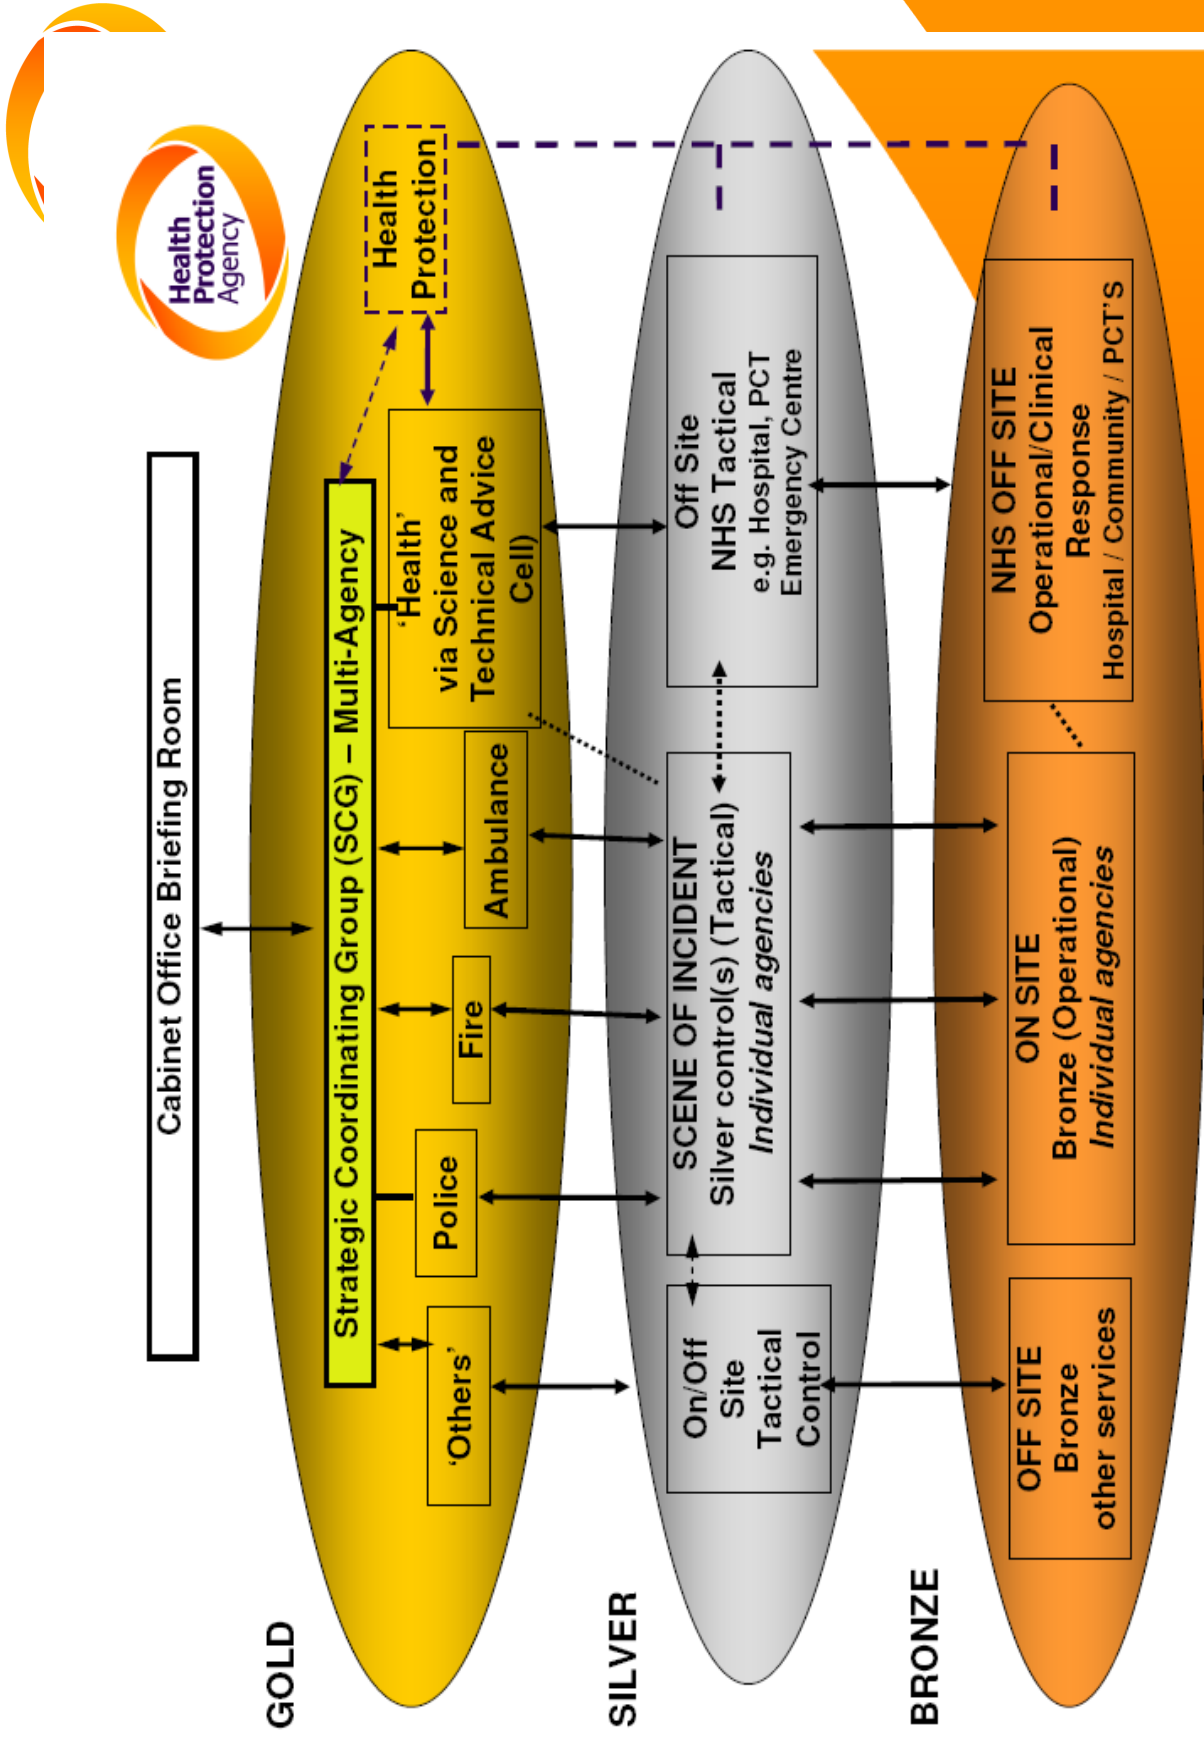 Health
Protection
Agency
Cabinet Office Briefing Room
GOLD
Strategic Coordinating Group (SCG) – Multi-Agency
‘Others’
Police
Fire
Ambulance
‘Health’
via Science and
Technical Advice
Cell)
Health
Protection
SILVER
On/Off
Site
Tactical
Control
SCENE OF INCIDENT
Silver control(s) (Tactical)
Individual agencies
Off Site
NHS Tactical
e.g. Hospital, PCT
Emergency Centre
BRONZE
OFF SITE
Bronze
other services
ON SITE
Bronze (Operational)
Individual agencies
NHS OFF SITE
Operational/Clinical
Response
Hospital / Community / PCT’S